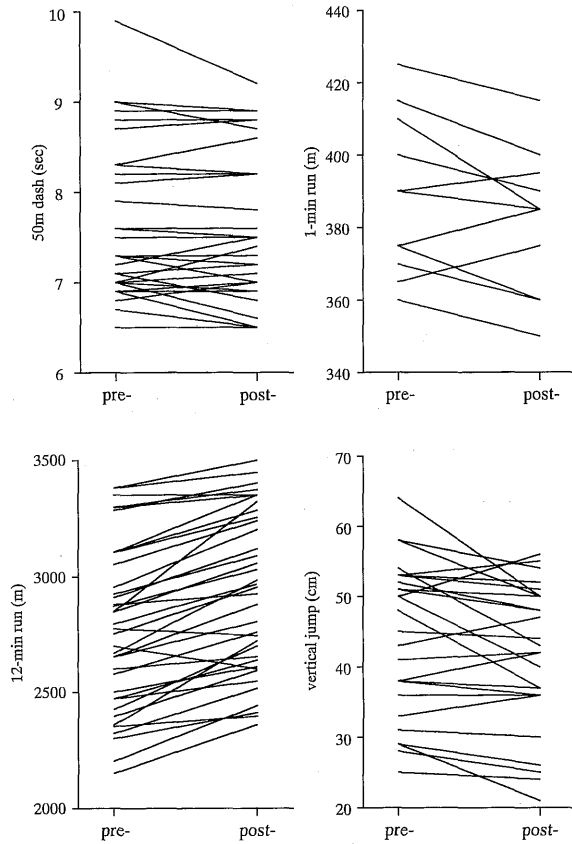 50m dash (sec)
10
9
8
7
6
pre-
post-
1-min run (m)
440
420
400
380
360
340
pre-
post-
12-min run (m)
3500
3000
2500
2000
pre-
post-
vertical jump (cm)
70
60
50
40
30
20
pre-
post-